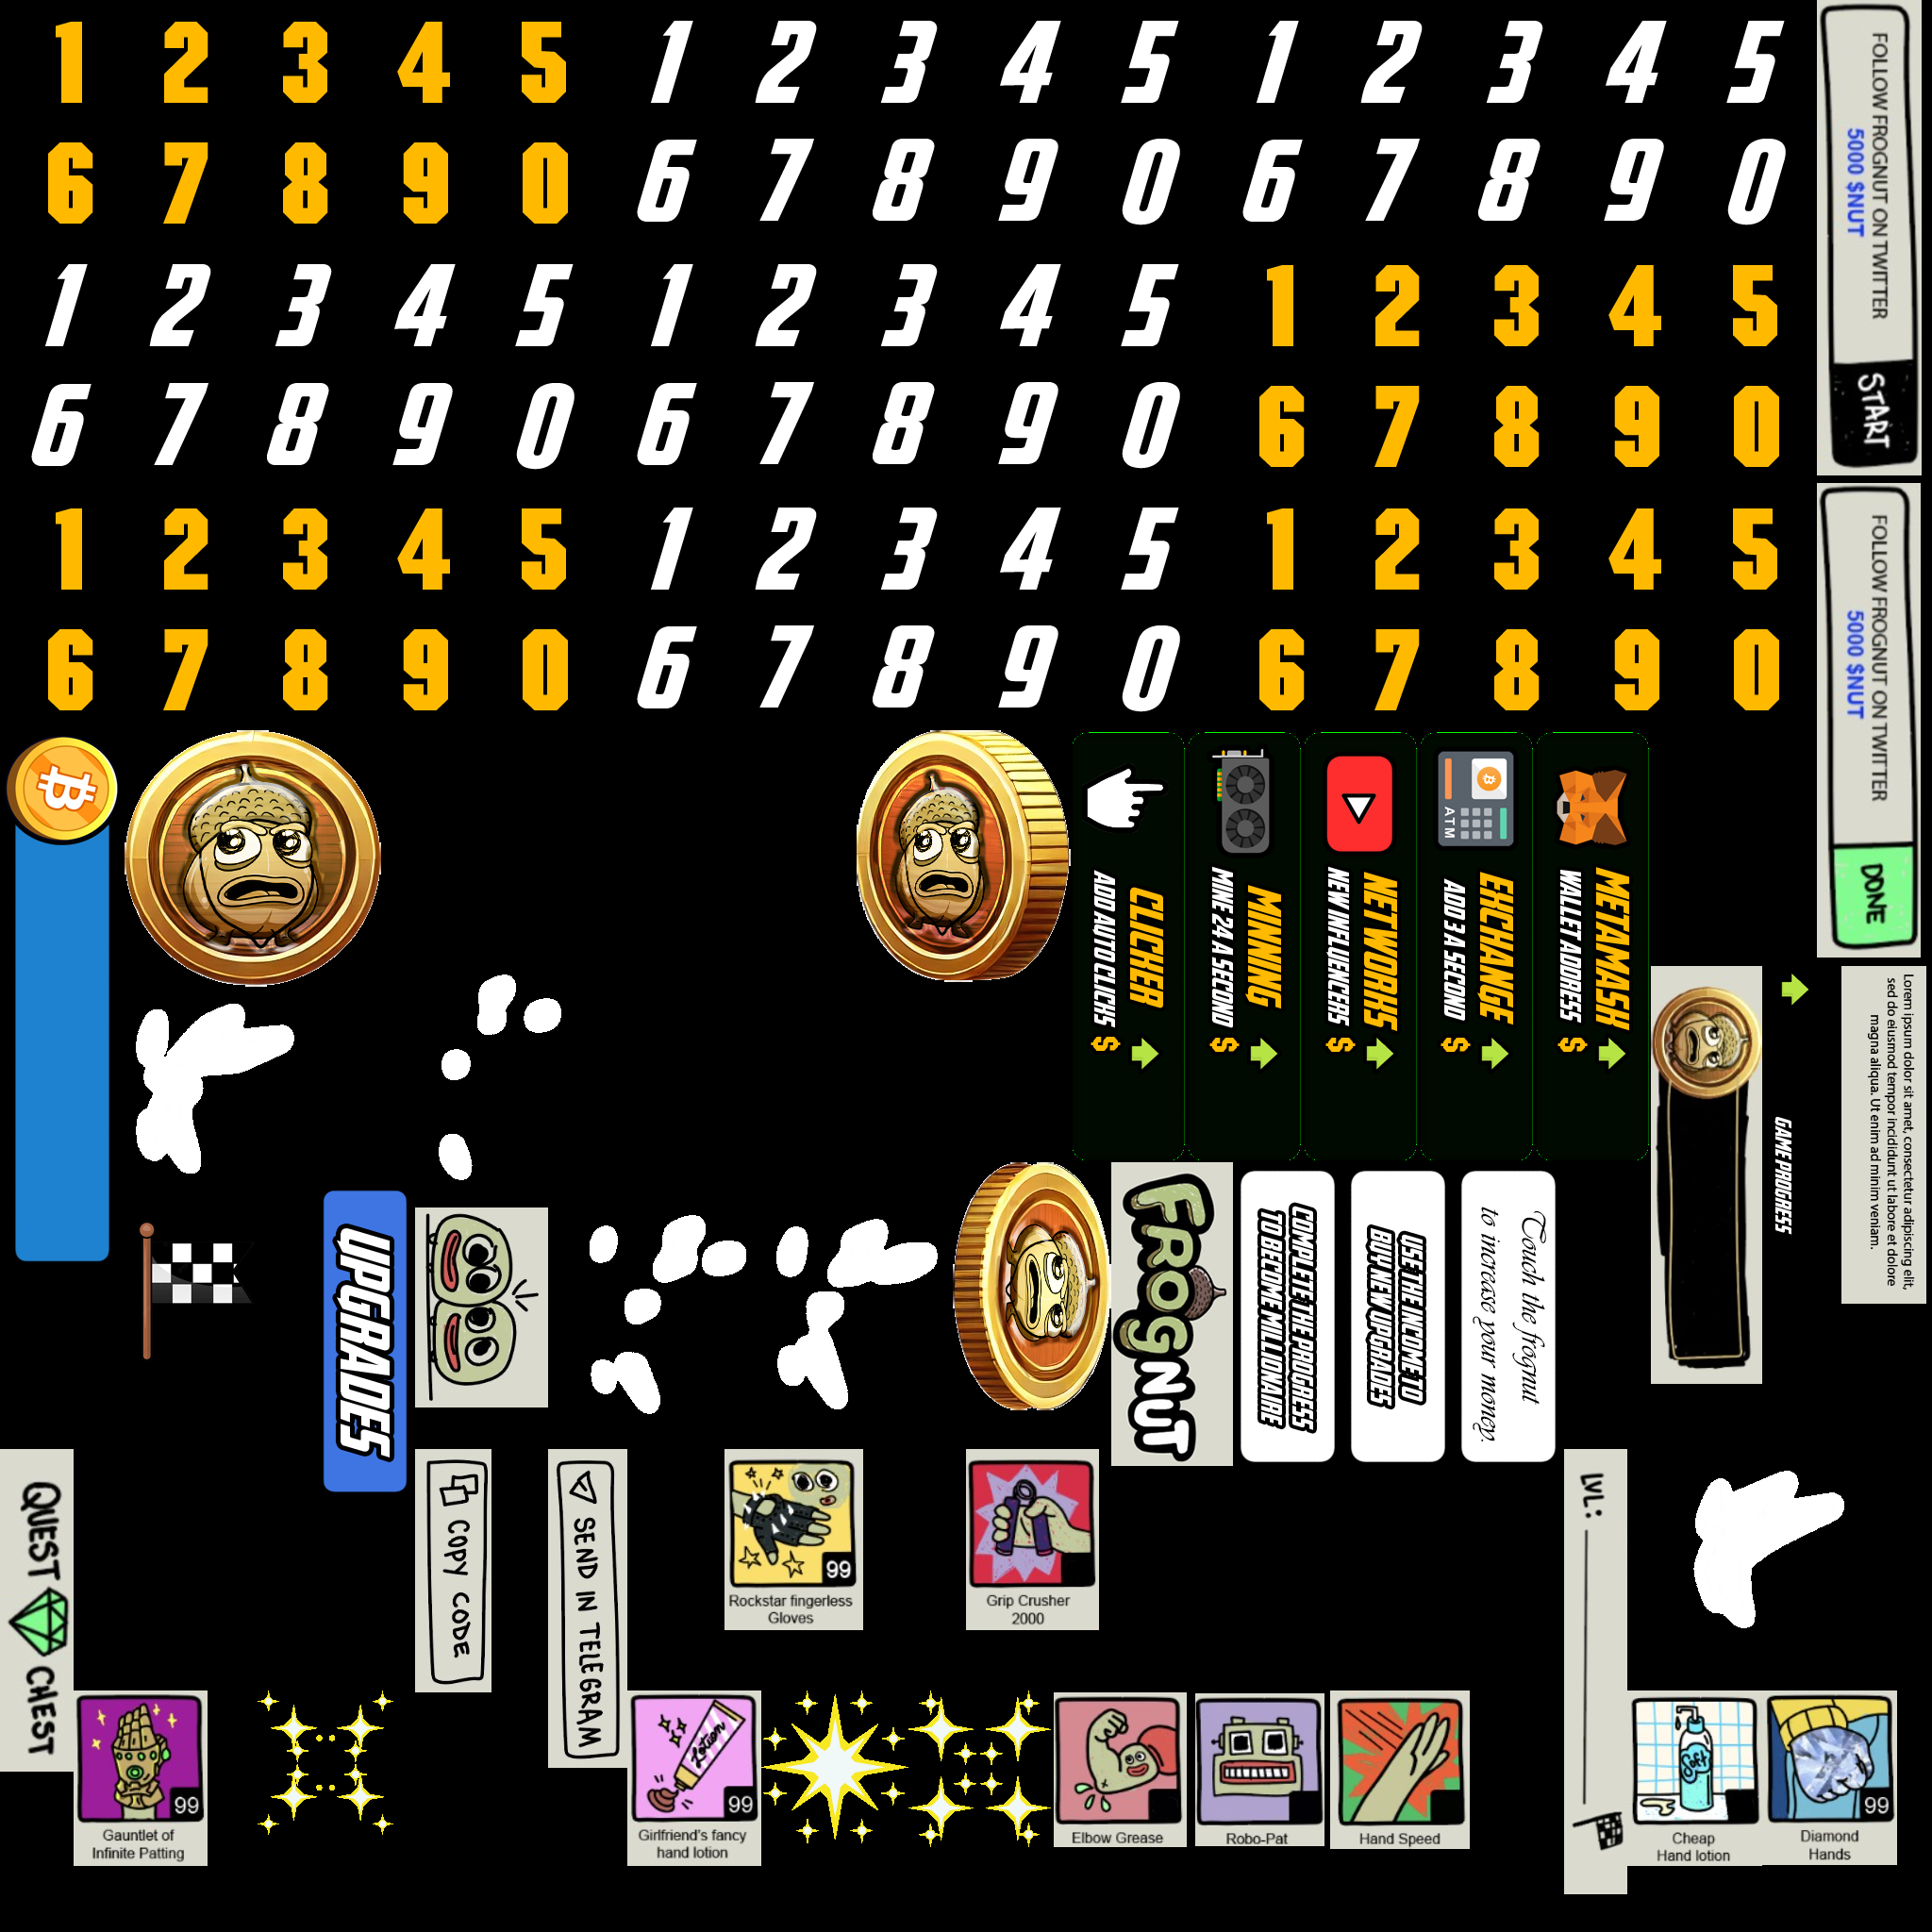 1 2 3 4 5 1 2 3 4 5 1 2 3 4 5
6 7 8 9 0 6 7 8 9 0 6 7 8 9 0
1 2 3 4 5 1 2 3 4 5 1 2 3 4 5
6 7 8 9 0 6 7 8 9 0 6 7 8 9 0
1 2 3 4 5 1 2 3 4 5 1 2 3 4 5
6 7 8 9 0 6 7 8 9 0 6 7 8 9 0
FOLLOW FROGNUT ON TWITTER
5000 $NUT
START
FOLLOW FROGNUT ON TWITTER
5000 $NUT
DONE
CLICKER
ADD AUTO CLICKS $
MINNING
MINE 24 A SECOND $
NETWORKS
NEW INFLUENCERS $
ATM
EXCHANGE
ADD 3 A SECOND $
METAMASK
WALLET ADDRESS $
GAME PROGRESS
Lorem ipsum dolor sit amet, consectetur adipiscing elit,
sed do eiusmod tempor incididunt ut labore et dolore
magna aliqua. Ut enim ad minim veniam.
UPGRADES
FROGNUT
COMPLETE THE PROGRESS
TO BECOME MILLIONAIRE
USE THE INCOME TO
BUY NEW UPGRADES
Touch the frognut
to increase your money.
QUEST CHEST
COPY CODE
SEND IN TELEGRAM
99
Rockstar fingerless
Gloves
Grip Crusher
2000
LVL:
99
Gauntlet of
Infinite Patting
Lotion
99
Girlfriend's fancy
hand lotion
Elbow Grease
Robo-Pat
Hand Speed
Soft
Cheap
Hand lotion
99
Diamond
Hands